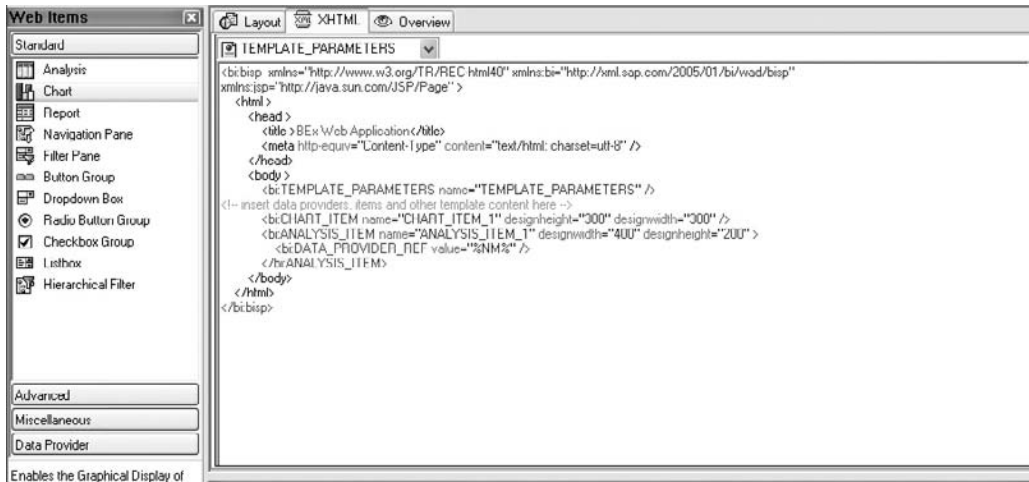 Web Items
Standard
Analysis
Chart
Report
Navigation Pane
Filter Pane
Button Group
Dropdown Box
Radio Button Group
Checkbox Group
Listbox
Hierarchical Filter
Advanced
Miscellaneous
Data Provider
Enables the Graphical Display of
Layout XHTML Overview
TEMPLATE_PARAMETERS
<bi:bisp xmlns="http://www.w3.org/TR/REC-html40" xmlns:bi="http://xml.sap.com/2005/01/bi/wad/bisp"
xmlns:jsp="http://java.sun.com/JSP/Page" >
<html >
<head >
<title >BEx Web Application</title>
<meta http-equiv="Content-Type" content="text/html; charset=utf-8" />
</head>
<body >
<bi:TEMPLATE_PARAMETERS name="TEMPLATE_PARAMETERS" />
<!-- insert data providers, items and other template content here -->
<bi:CHART_ITEM name="CHART_ITEM_1" designheight="300" designwidth="300" />
<bi:ANALYSIS_ITEM name="ANALYSIS_ITEM_1" designwidth="400" designheight="200" >
<bi:DATA_PROVIDER_REF value="%NM%" />
</bi:ANALYSIS_ITEM>
</body>
</html>
</bi:bisp>